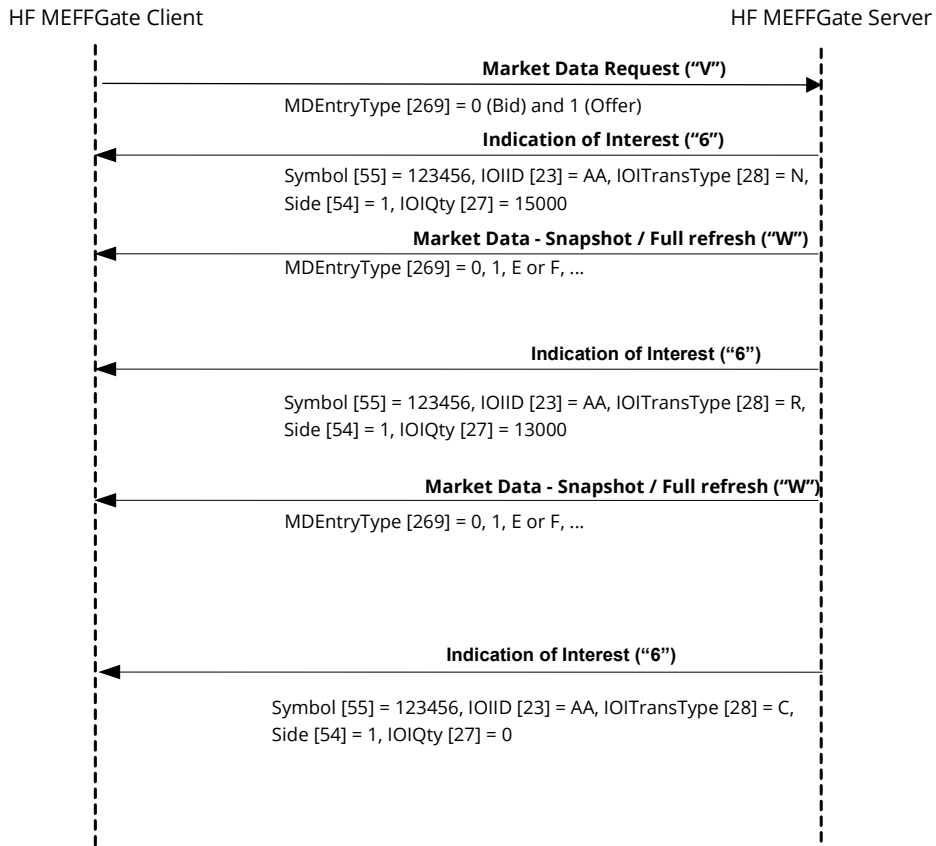 HF MEFFGate Client
HF MEFFGate Server
Market Data Request (“V”)
MDEntryType [269] = 0 (Bid) and 1 (Offer)
Indication of Interest (“6”)
Symbol [55] = 123456, IOIID [23] = AA, IOITransType [28] = N,
Side [54] = 1, IOIQty [27] = 15000
Market Data - Snapshot / Full refresh (“W”)
MDEntryType [269] = 0, 1, E or F, ...
Indication of Interest (“6”)
Symbol [55] = 123456, IOIID [23] = AA, IOITransType [28] = R,
Side [54] = 1, IOIQty [27] = 13000
Market Data - Snapshot / Full refresh (“W”)
MDEntryType [269] = 0, 1, E or F, ...
Indication of Interest (“6”)
Symbol [55] = 123456, IOIID [23] = AA, IOITransType [28] = C,
Side [54] = 1, IOIQty [27] = 0